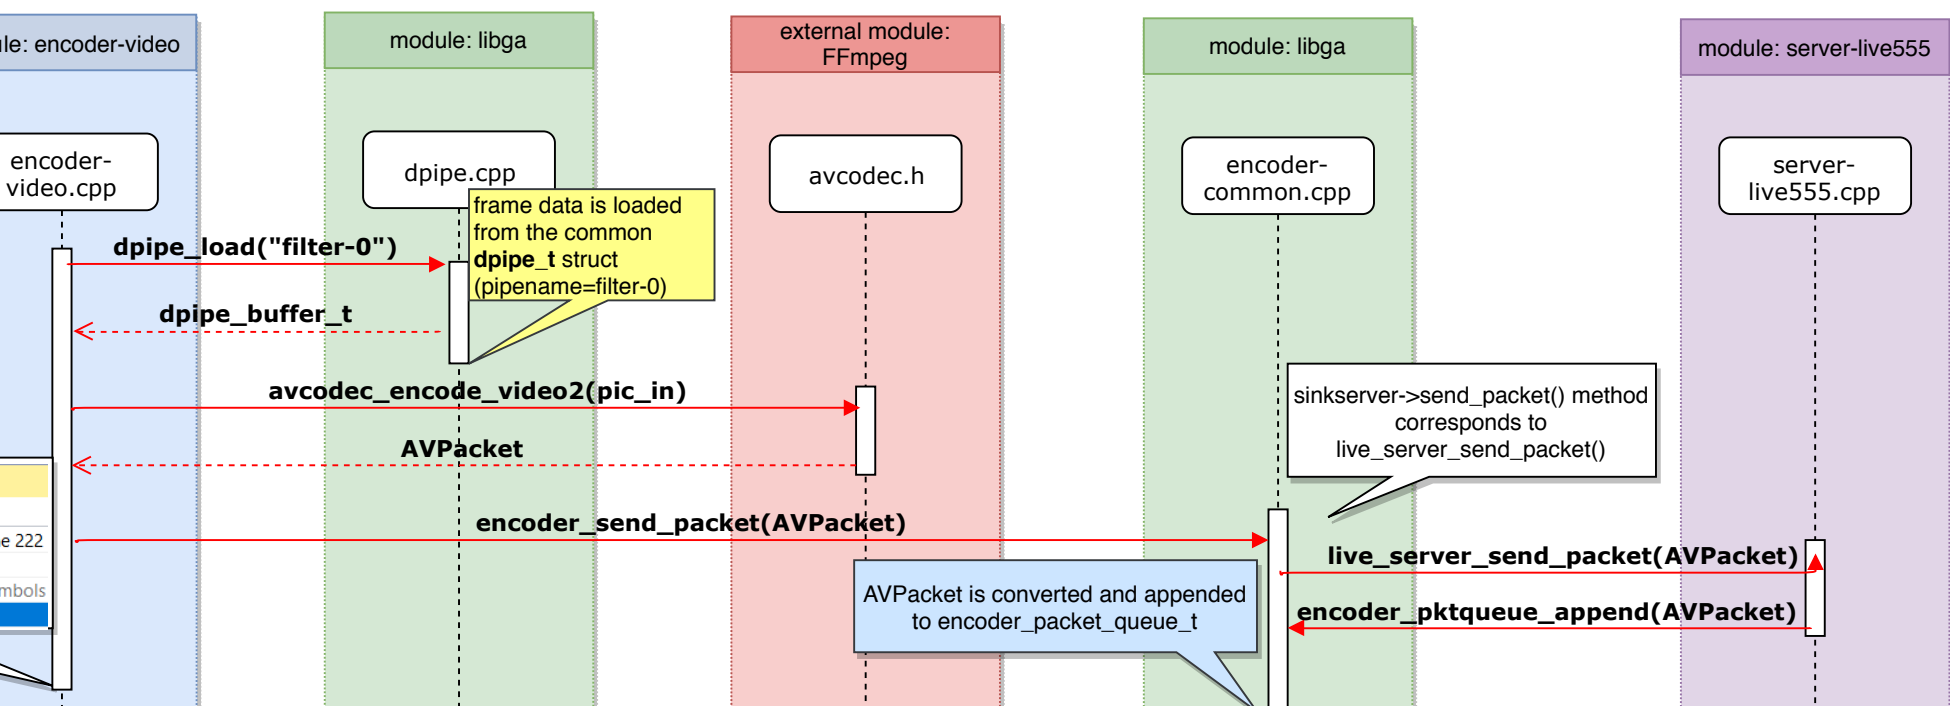 ule: encoder-video
module: libga
external module:
FFmpeg
module: libga
module: server-live555
encoder-
video.cpp
dpipe.cpp
avcodec.h
encoder-
common.cpp
server-
live555.cpp
frame data is loaded
from the common
dpipe_t struct
(pipename=filter-0)
dpipe_load("filter-0")
dpipe_buffer_t
avcodec_encode_video2(pic_in)
sinkserver->send_packet() method
corresponds to
live_server_send_packet()
AVPacket
encoder_send_packet(AVPacket)
e 222
mbols
live_server_send_packet(AVPacket)
AVPacket is converted and appended
to encoder_packet_queue_t
encoder_pktqueue_append(AVPacket)